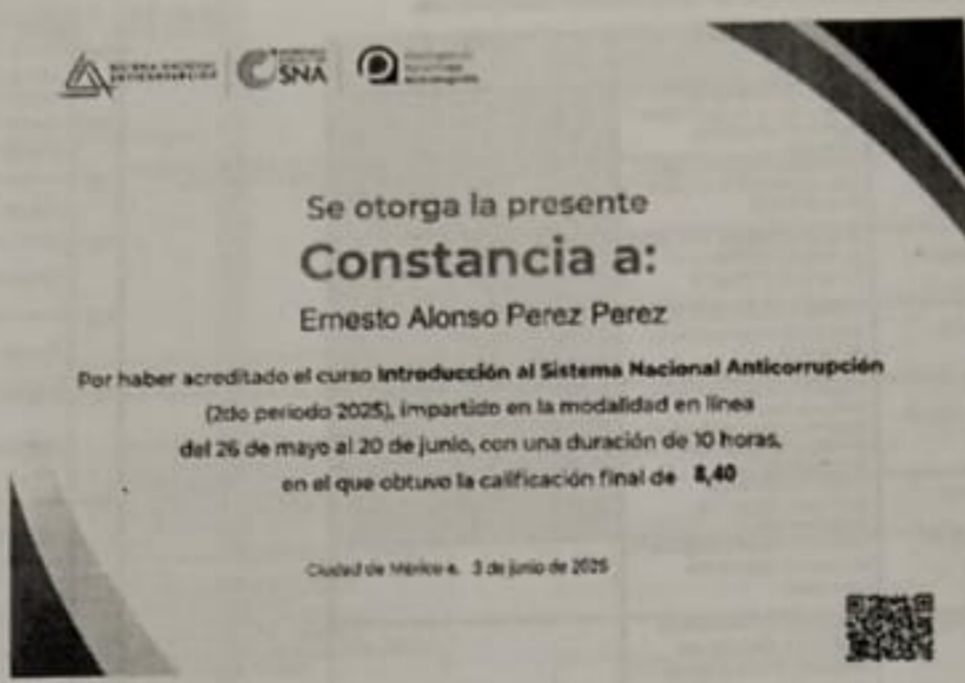 SISTEMA NACIONAL
ANTICORRUPCIÓN
SNA
Se otorga la presente
Constancia a:
Ernesto Alonso Perez Perez
Por haber acreditado el curso Introducción al Sistema Nacional Anticorrupción
(2do periodo 2025), impartido en la modalidad en línea
del 26 de mayo al 20 de junio, con una duración de 10 horas,
en el que obtuvo la calificación final de 8,40
Ciudad de México a, 3 de junio de 2025